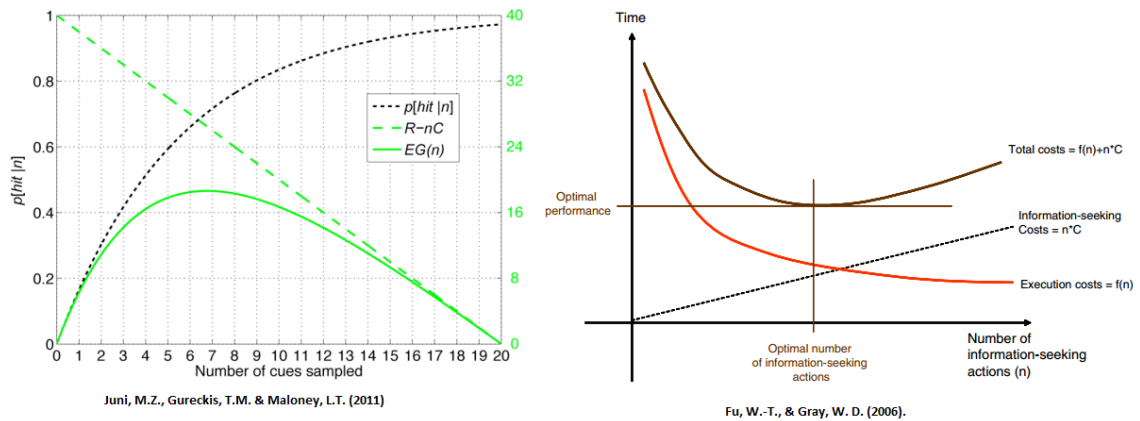 p[hit |n]
1
0.8
0.6
0.4
0.2
0
40
32
24
16
8
0
p[hit |n]
R−nC
EG(n)
0 1 2 3 4 5 6 7 8 9 10 11 12 13 14 15 16 17 18 19 20
Number of cues sampled
Juni, M.Z., Gureckis, T.M. & Maloney, L.T. (2011)
Time
Total costs = f(n)+n*C
Optimal
performance
Information-seeking
Costs = n*C
Execution costs = f(n)
Optimal number
of information-seeking
actions
Number of
information-seeking
actions (n)
Fu, W.-T., & Gray, W. D. (2006).